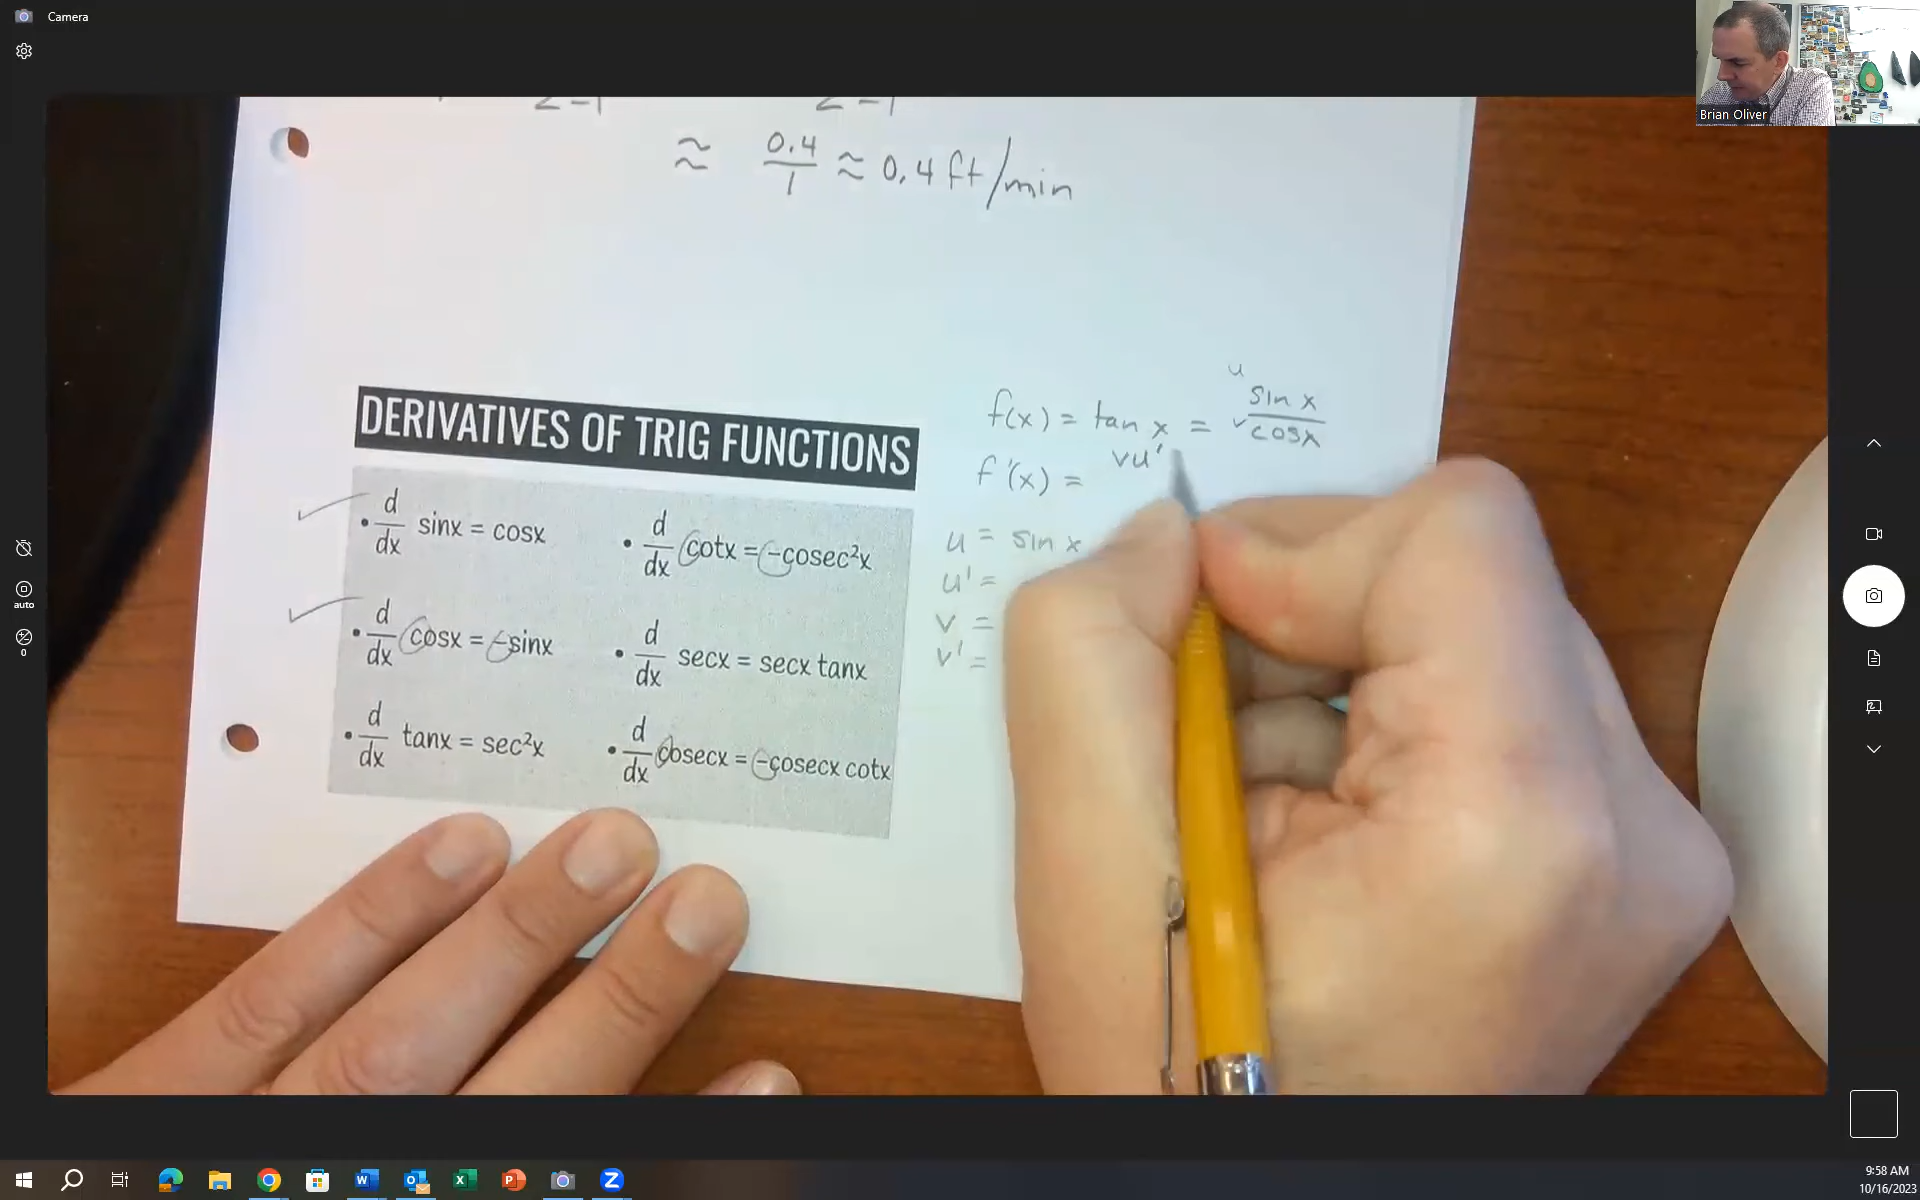 Camera
Brian Oliver
≈ 0.4/1 ≈ 0.4 ft/min
DERIVATIVES OF TRIG FUNCTIONS
• d/dx sinx = cosx
• d/dx cosx = -sinx
• d/dx tanx = sec²x
• d/dx cotx = -cosec²x
• d/dx secx = secx tanx
• d/dx cosecx = -cosecx cotx
f(x) = tan x = u sin x / v cosx
f'(x) = vu'
u = sin x
u' =
v =
v' =
auto
0
9:58 AM
10/16/2023